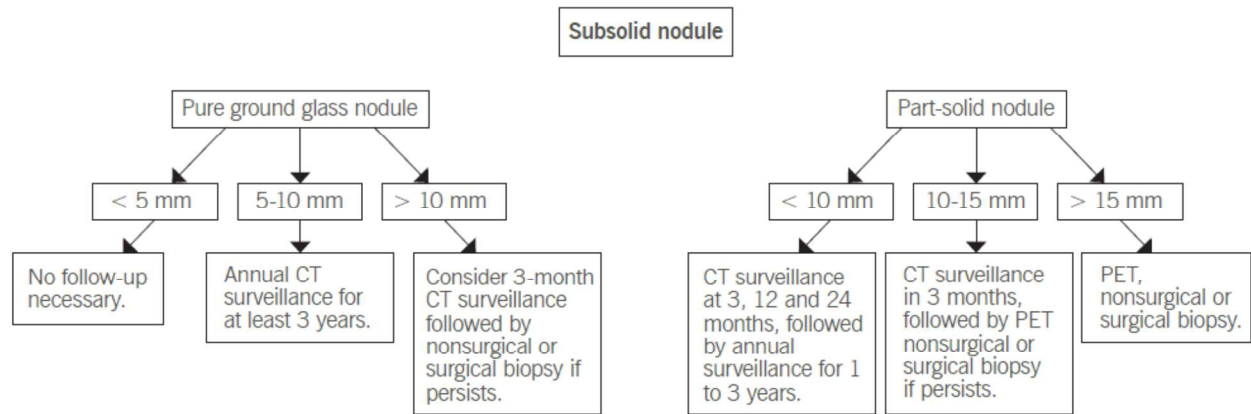 Subsolid nodule
Pure ground glass nodule
Part-solid nodule
< 5 mm
5-10 mm
> 10 mm
< 10 mm
10-15 mm
> 15 mm
No follow-up
necessary.
Annual CT
surveillance for
at least 3 years.
Consider 3-month
CT surveillance
followed by
nonsurgical or
surgical biopsy if
persists.
CT surveillance
at 3, 12 and 24
months, followed
by annual
surveillance for 1
to 3 years.
CT surveillance
in 3 months,
followed by PET
nonsurgical or
surgical biopsy
if persists.
PET,
nonsurgical or
surgical biopsy.